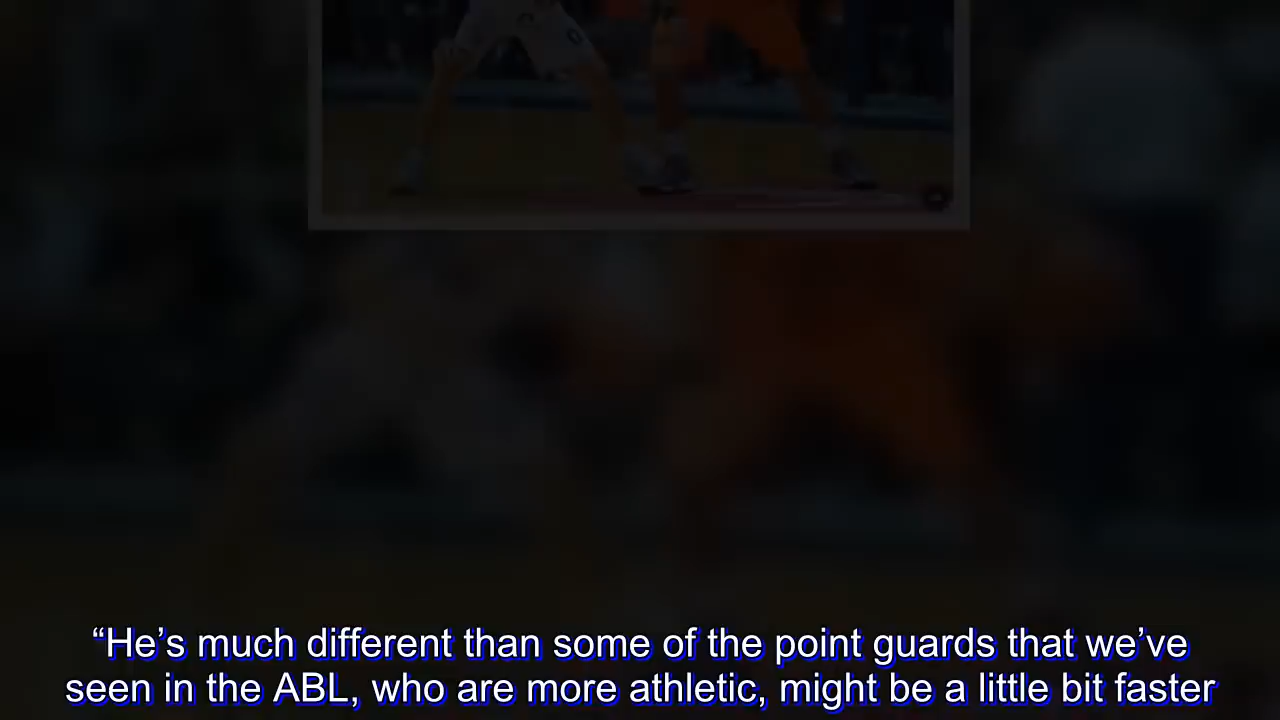 “He’s much different than some of the point guards that we’ve
seen in the ABL, who are more athletic, might be a little bit faster